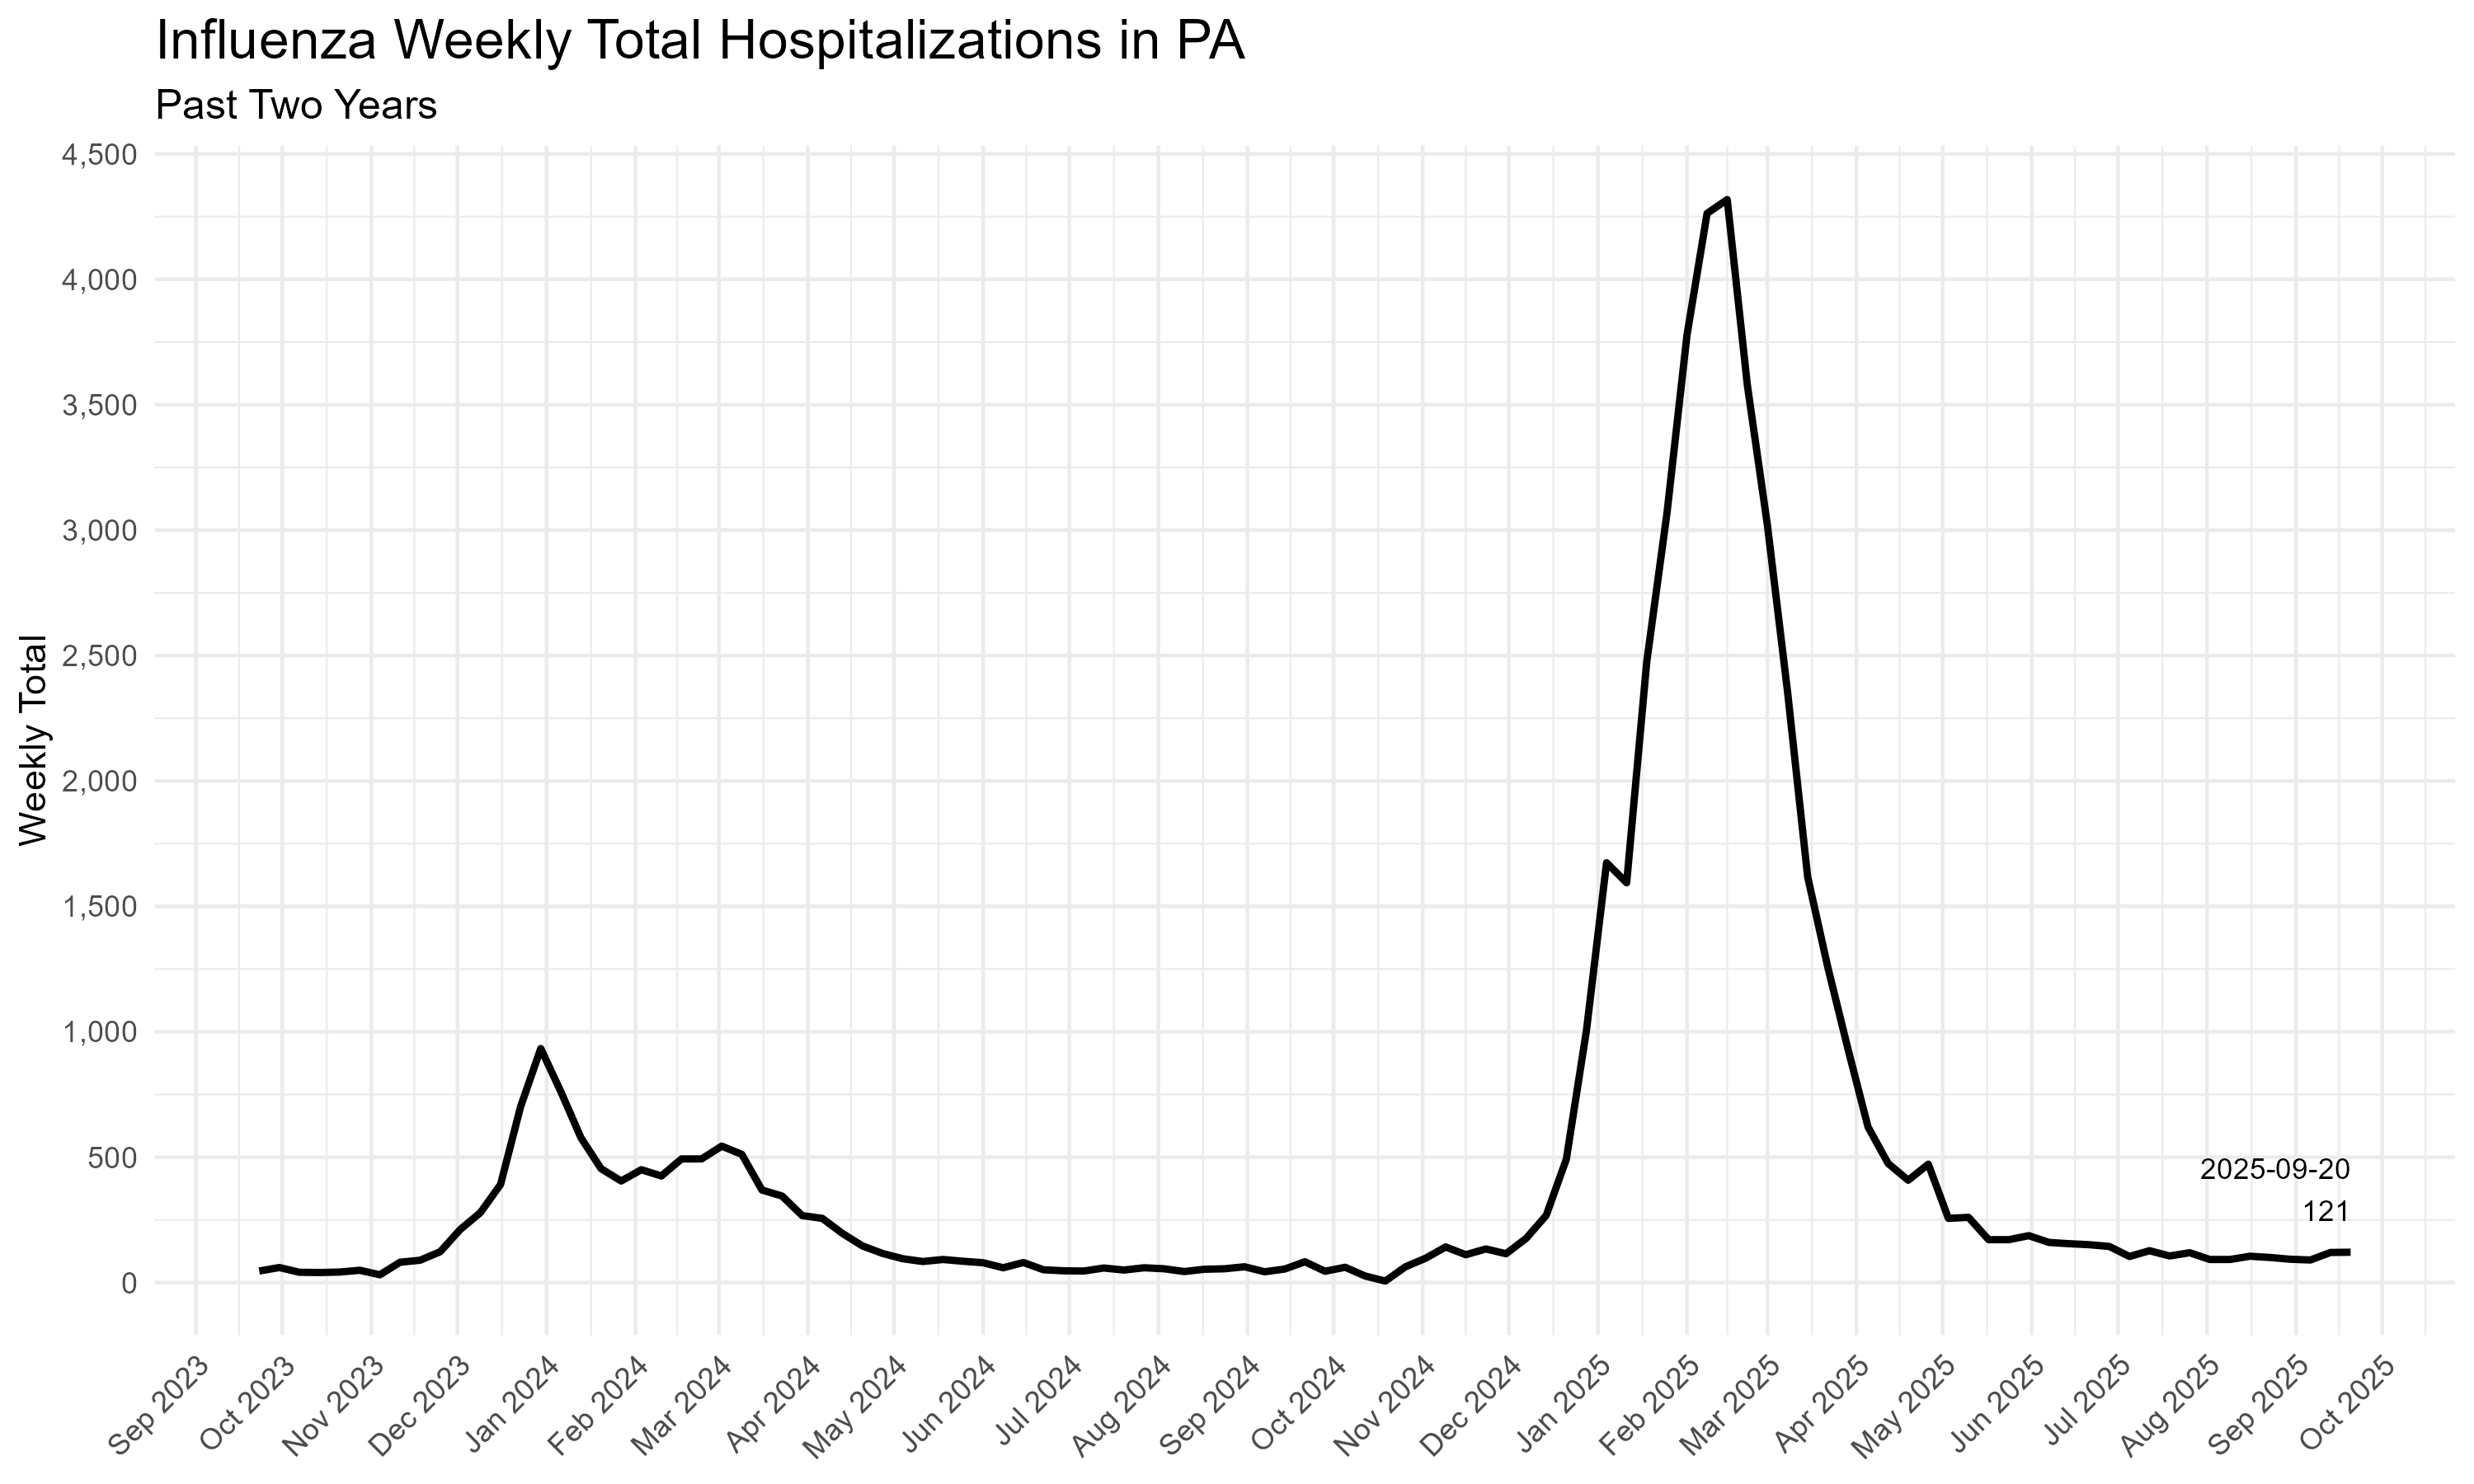 Influenza Weekly Total Hospitalizations in PA
Past Two Years
4,500
4,000
3,500
3,000
2,500
2,000
1,500
1,000
500
0
Weekly Total
2025-09-20
121
Sep 2023
Oct 2023
Nov 2023
Dec 2023
Jan 2024
Feb 2024
Mar 2024
Apr 2024
May 2024
Jun 2024
Jul 2024
Aug 2024
Sep 2024
Oct 2024
Nov 2024
Dec 2024
Jan 2025
Feb 2025
Mar 2025
Apr 2025
May 2025
Jun 2025
Jul 2025
Aug 2025
Sep 2025
Oct 2025